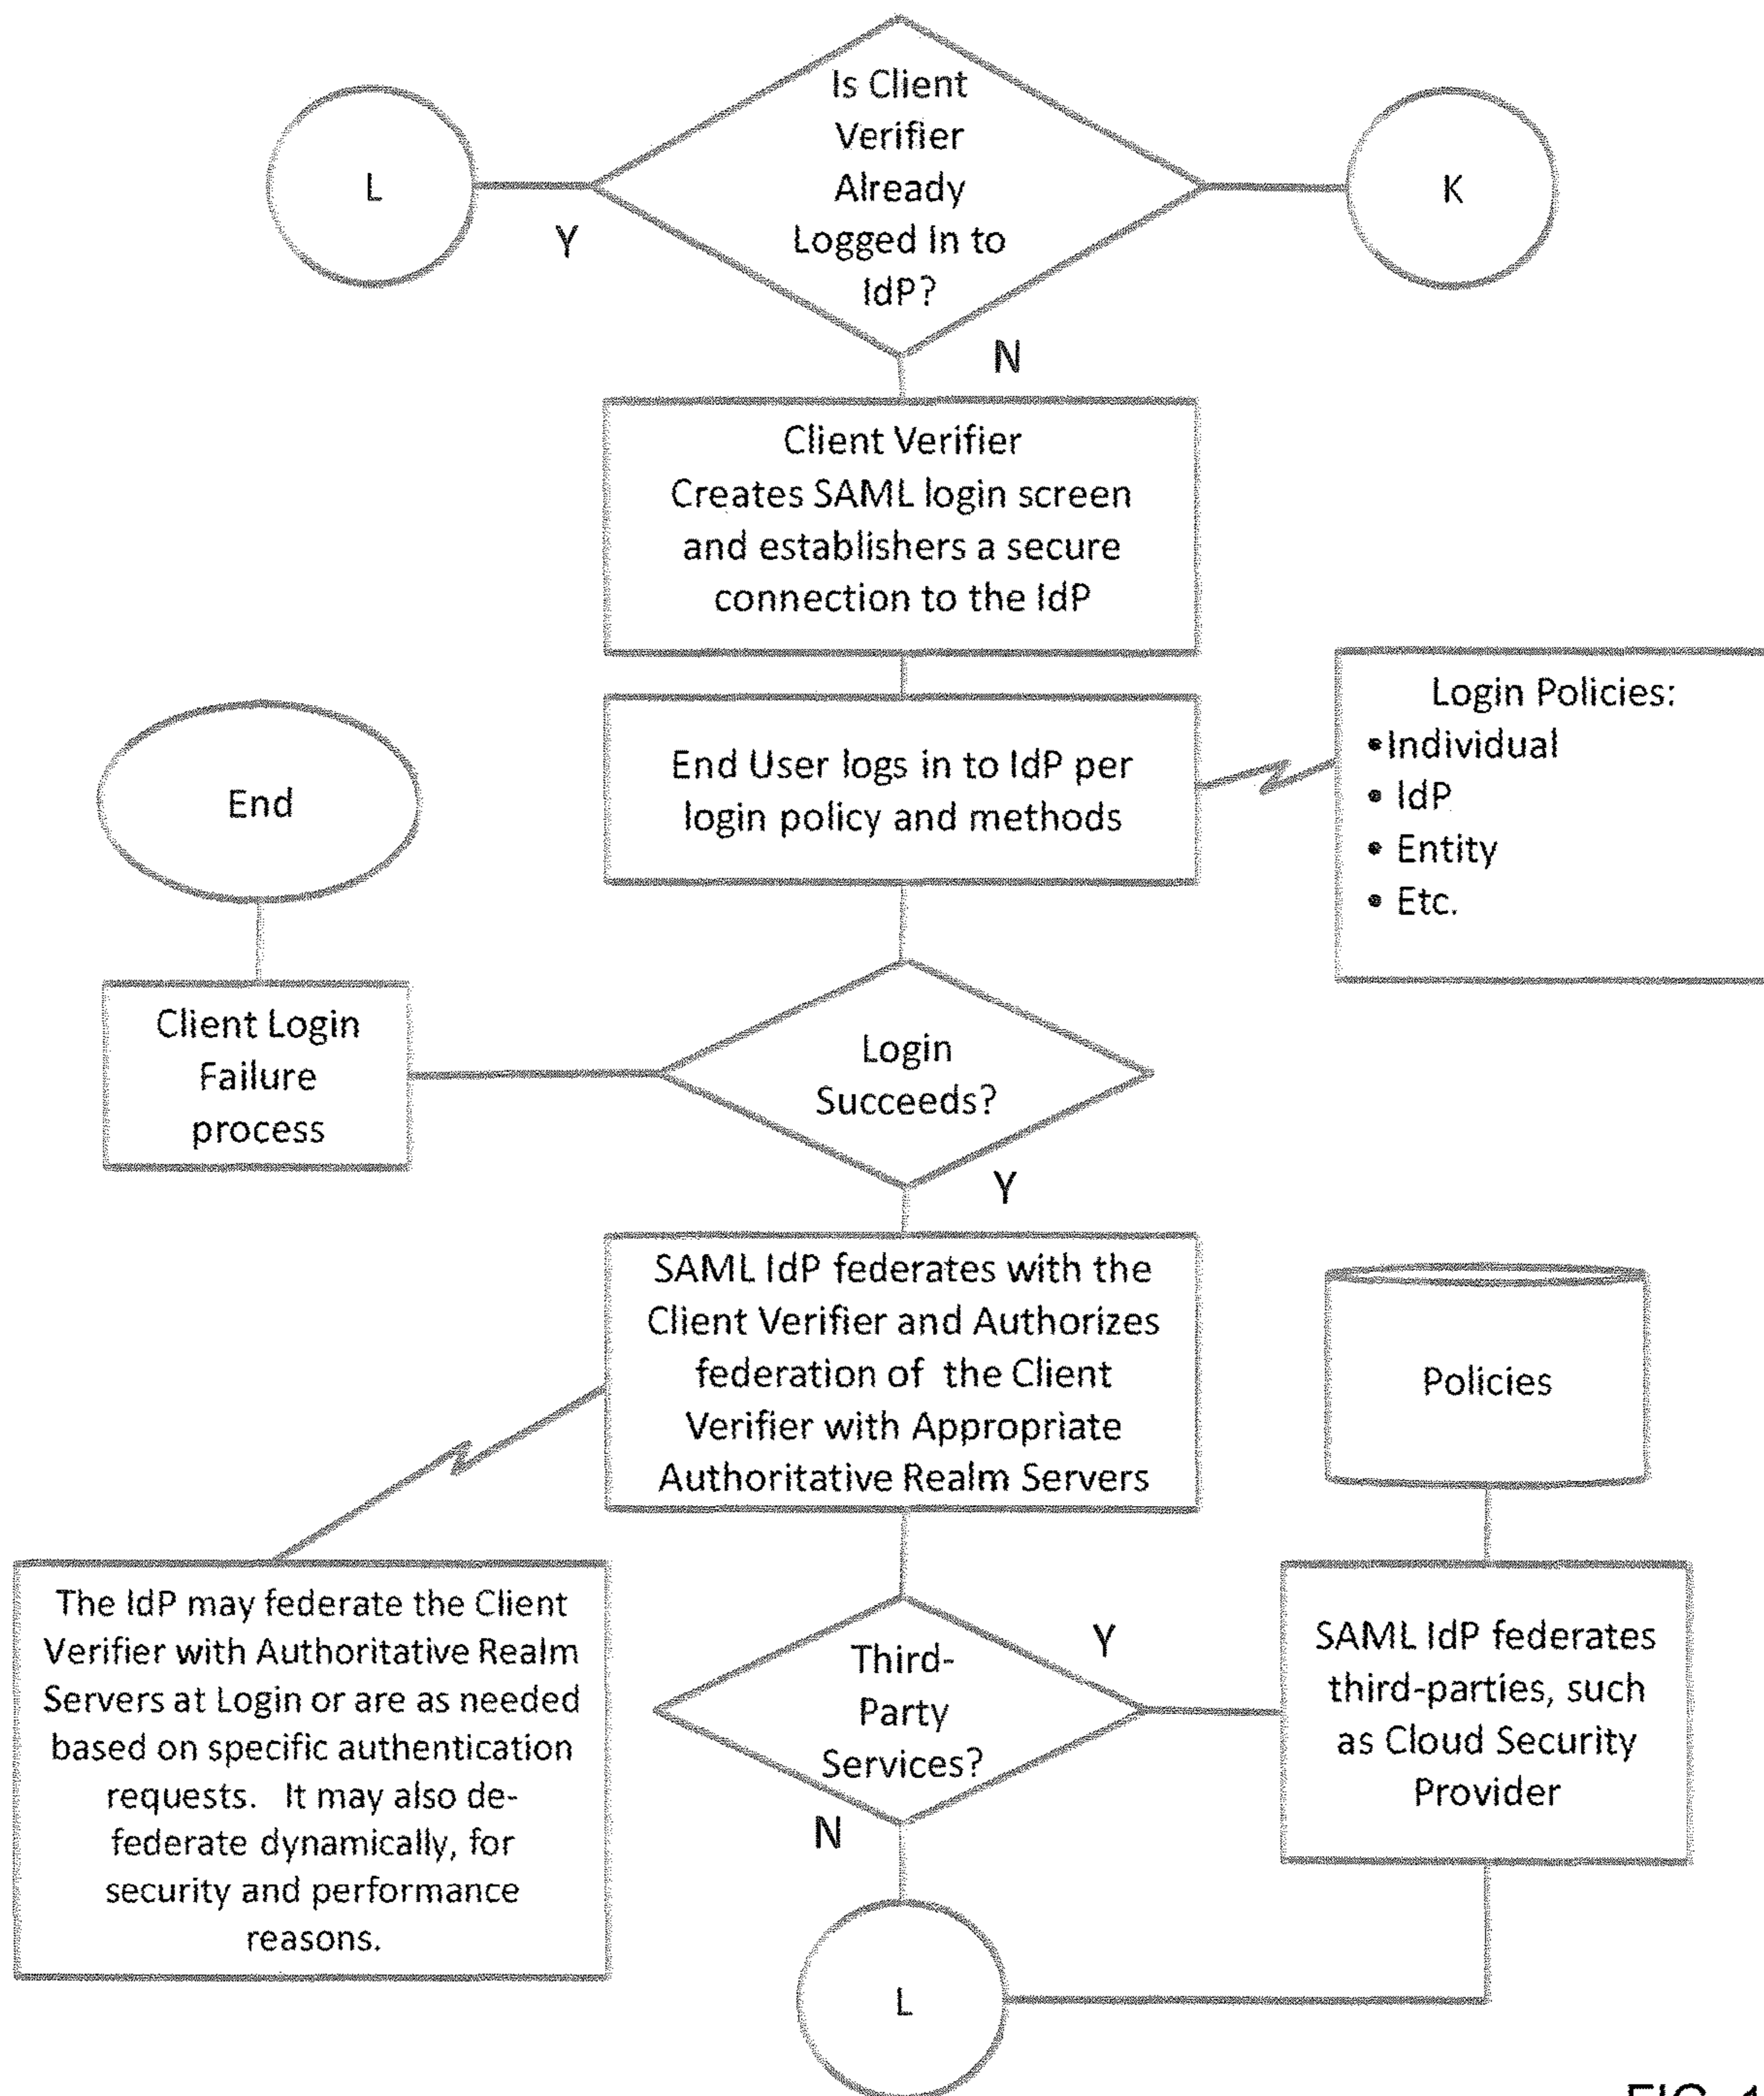 Is Client
Verifier
Already
Logged In to
IdP?
L
K
Y
N
Client Verifier
Creates SAML login screen
and establishers a secure
connection to the IdP
Login Policies:
•Individual
• IdP
• Entity
• Etc.
End User logs in to IdP per
login policy and methods
End
Client Login
Failure
process
Login
Succeeds?
Y
SAML IdP federates with the
Client Verifier and Authorizes
federation of the Client
Verifier with Appropriate
Authoritative Realm Servers
Policies
The IdP may federate the Client
Verifier with Authoritative Realm
Servers at Login or are as needed
based on specific authentication
requests. It may also de-
federate dynamically, for
security and performance
reasons.
Third-
Party
Services?
Y
N
SAML IdP federates
third-parties, such
as Cloud Security
Provider
L